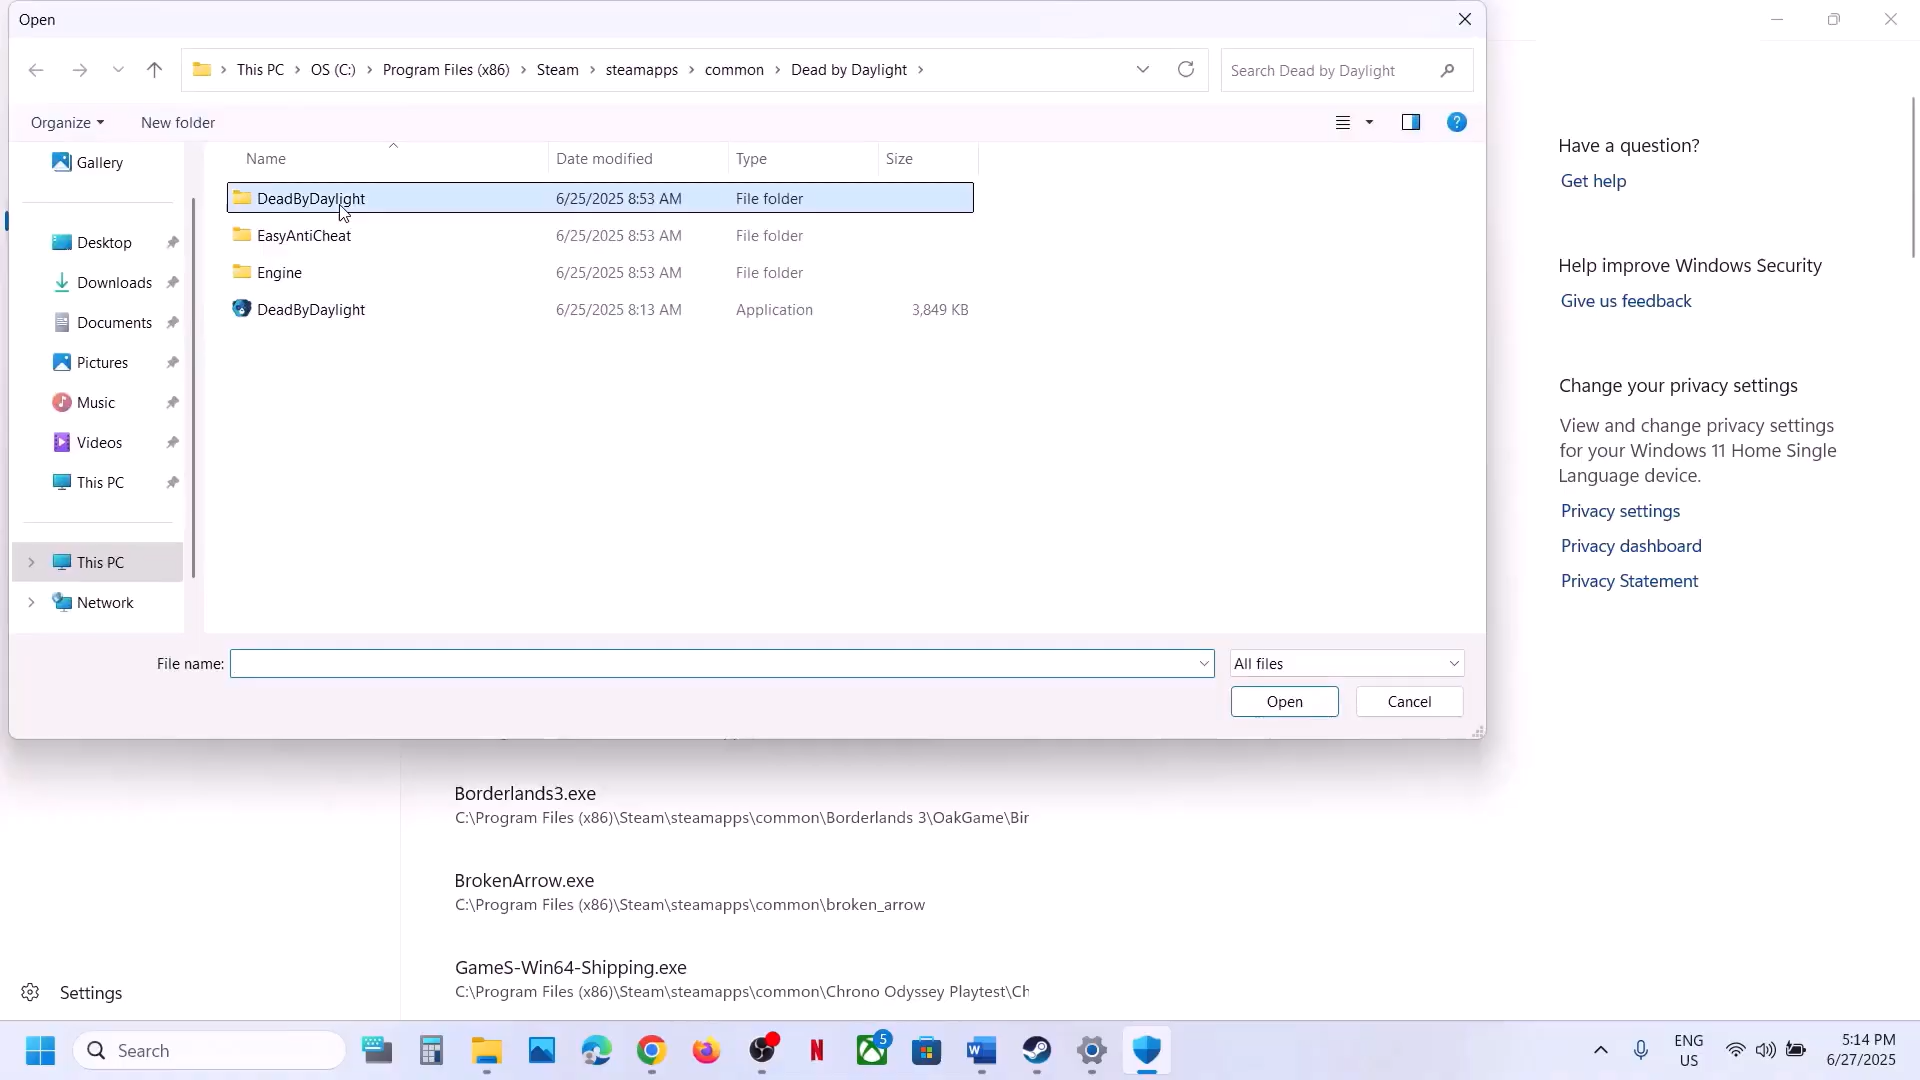 Open
This PC > OS (C:) > Program Files (x86) > Steam > steamapps > common > Dead by Daylight >
Search Dead by Daylight
Organize
New folder
Name
Date modified
Type
Size
DeadByDaylight 6/25/2025 8:53 AM File folder
EasyAntiCheat 6/25/2025 8:53 AM File folder
Engine 6/25/2025 8:53 AM File folder
DeadByDaylight 6/25/2025 8:13 AM Application 3,849 KB
Gallery
Desktop
Downloads
Documents
Pictures
Music
Videos
This PC
This PC
Network
File name:
All files
Open
Cancel
Have a question?
Get help
Help improve Windows Security
Give us feedback
Change your privacy settings
View and change privacy settings
for your Windows 11 Home Single
Language device.
Privacy settings
Privacy dashboard
Privacy Statement
Borderlands3.exe
C:\Program Files (x86)\Steam\steamapps\common\Borderlands 3\OakGame\Bir
BrokenArrow.exe
C:\Program Files (x86)\Steam\steamapps\common\broken_arrow
GameS-Win64-Shipping.exe
C:\Program Files (x86)\Steam\steamapps\common\Chrono Odyssey Playtest\Ch
Settings
Search
5
ENG
US
5:14 PM
6/27/2025